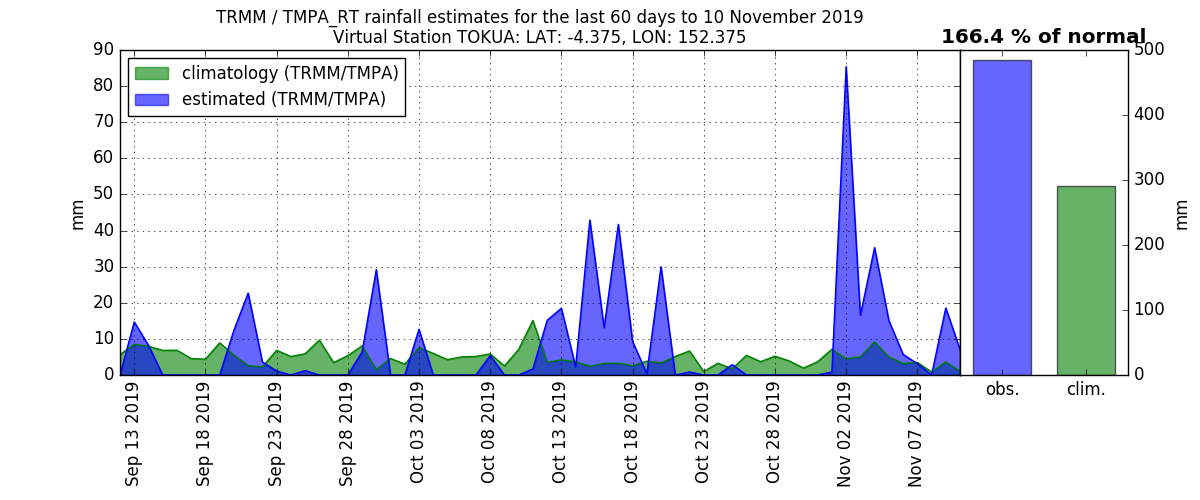 TRMM / TMPA_RT rainfall estimates for the last 60 days to 10 November 2019
Virtual Station TOKUA: LAT: -4.375, LON: 152.375
166.4 % of normal
climatology (TRMM/TMPA)
estimated (TRMM/TMPA)
mm
90
80
70
60
50
40
30
20
10
0
Sep 13 2019
Sep 18 2019
Sep 23 2019
Sep 28 2019
Oct 03 2019
Oct 08 2019
Oct 13 2019
Oct 18 2019
Oct 23 2019
Oct 28 2019
Nov 02 2019
Nov 07 2019
obs.
clim.
500
400
300
200
100
0
mm